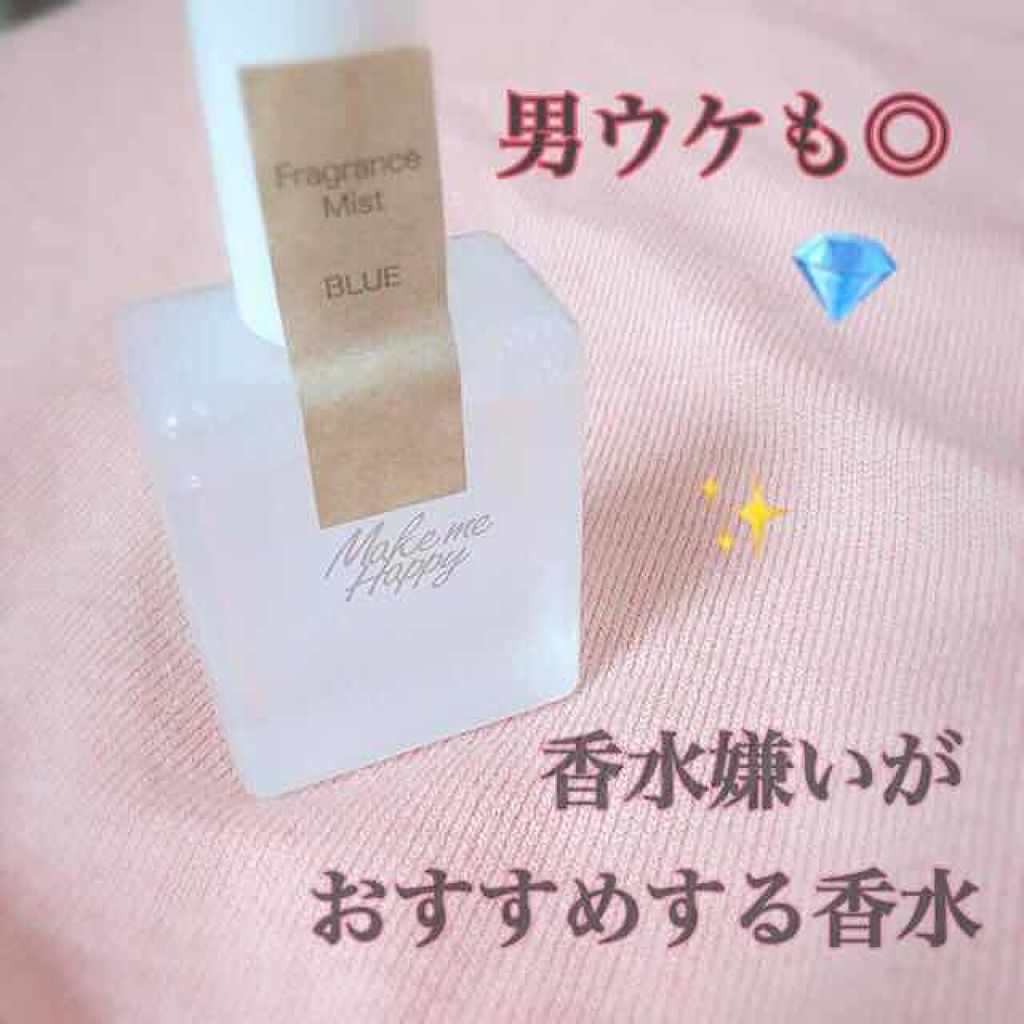 男ウケも◎
Fragrance
Mist
BLUE
Make me
Happy
香水嫌いが
おすすめする香水